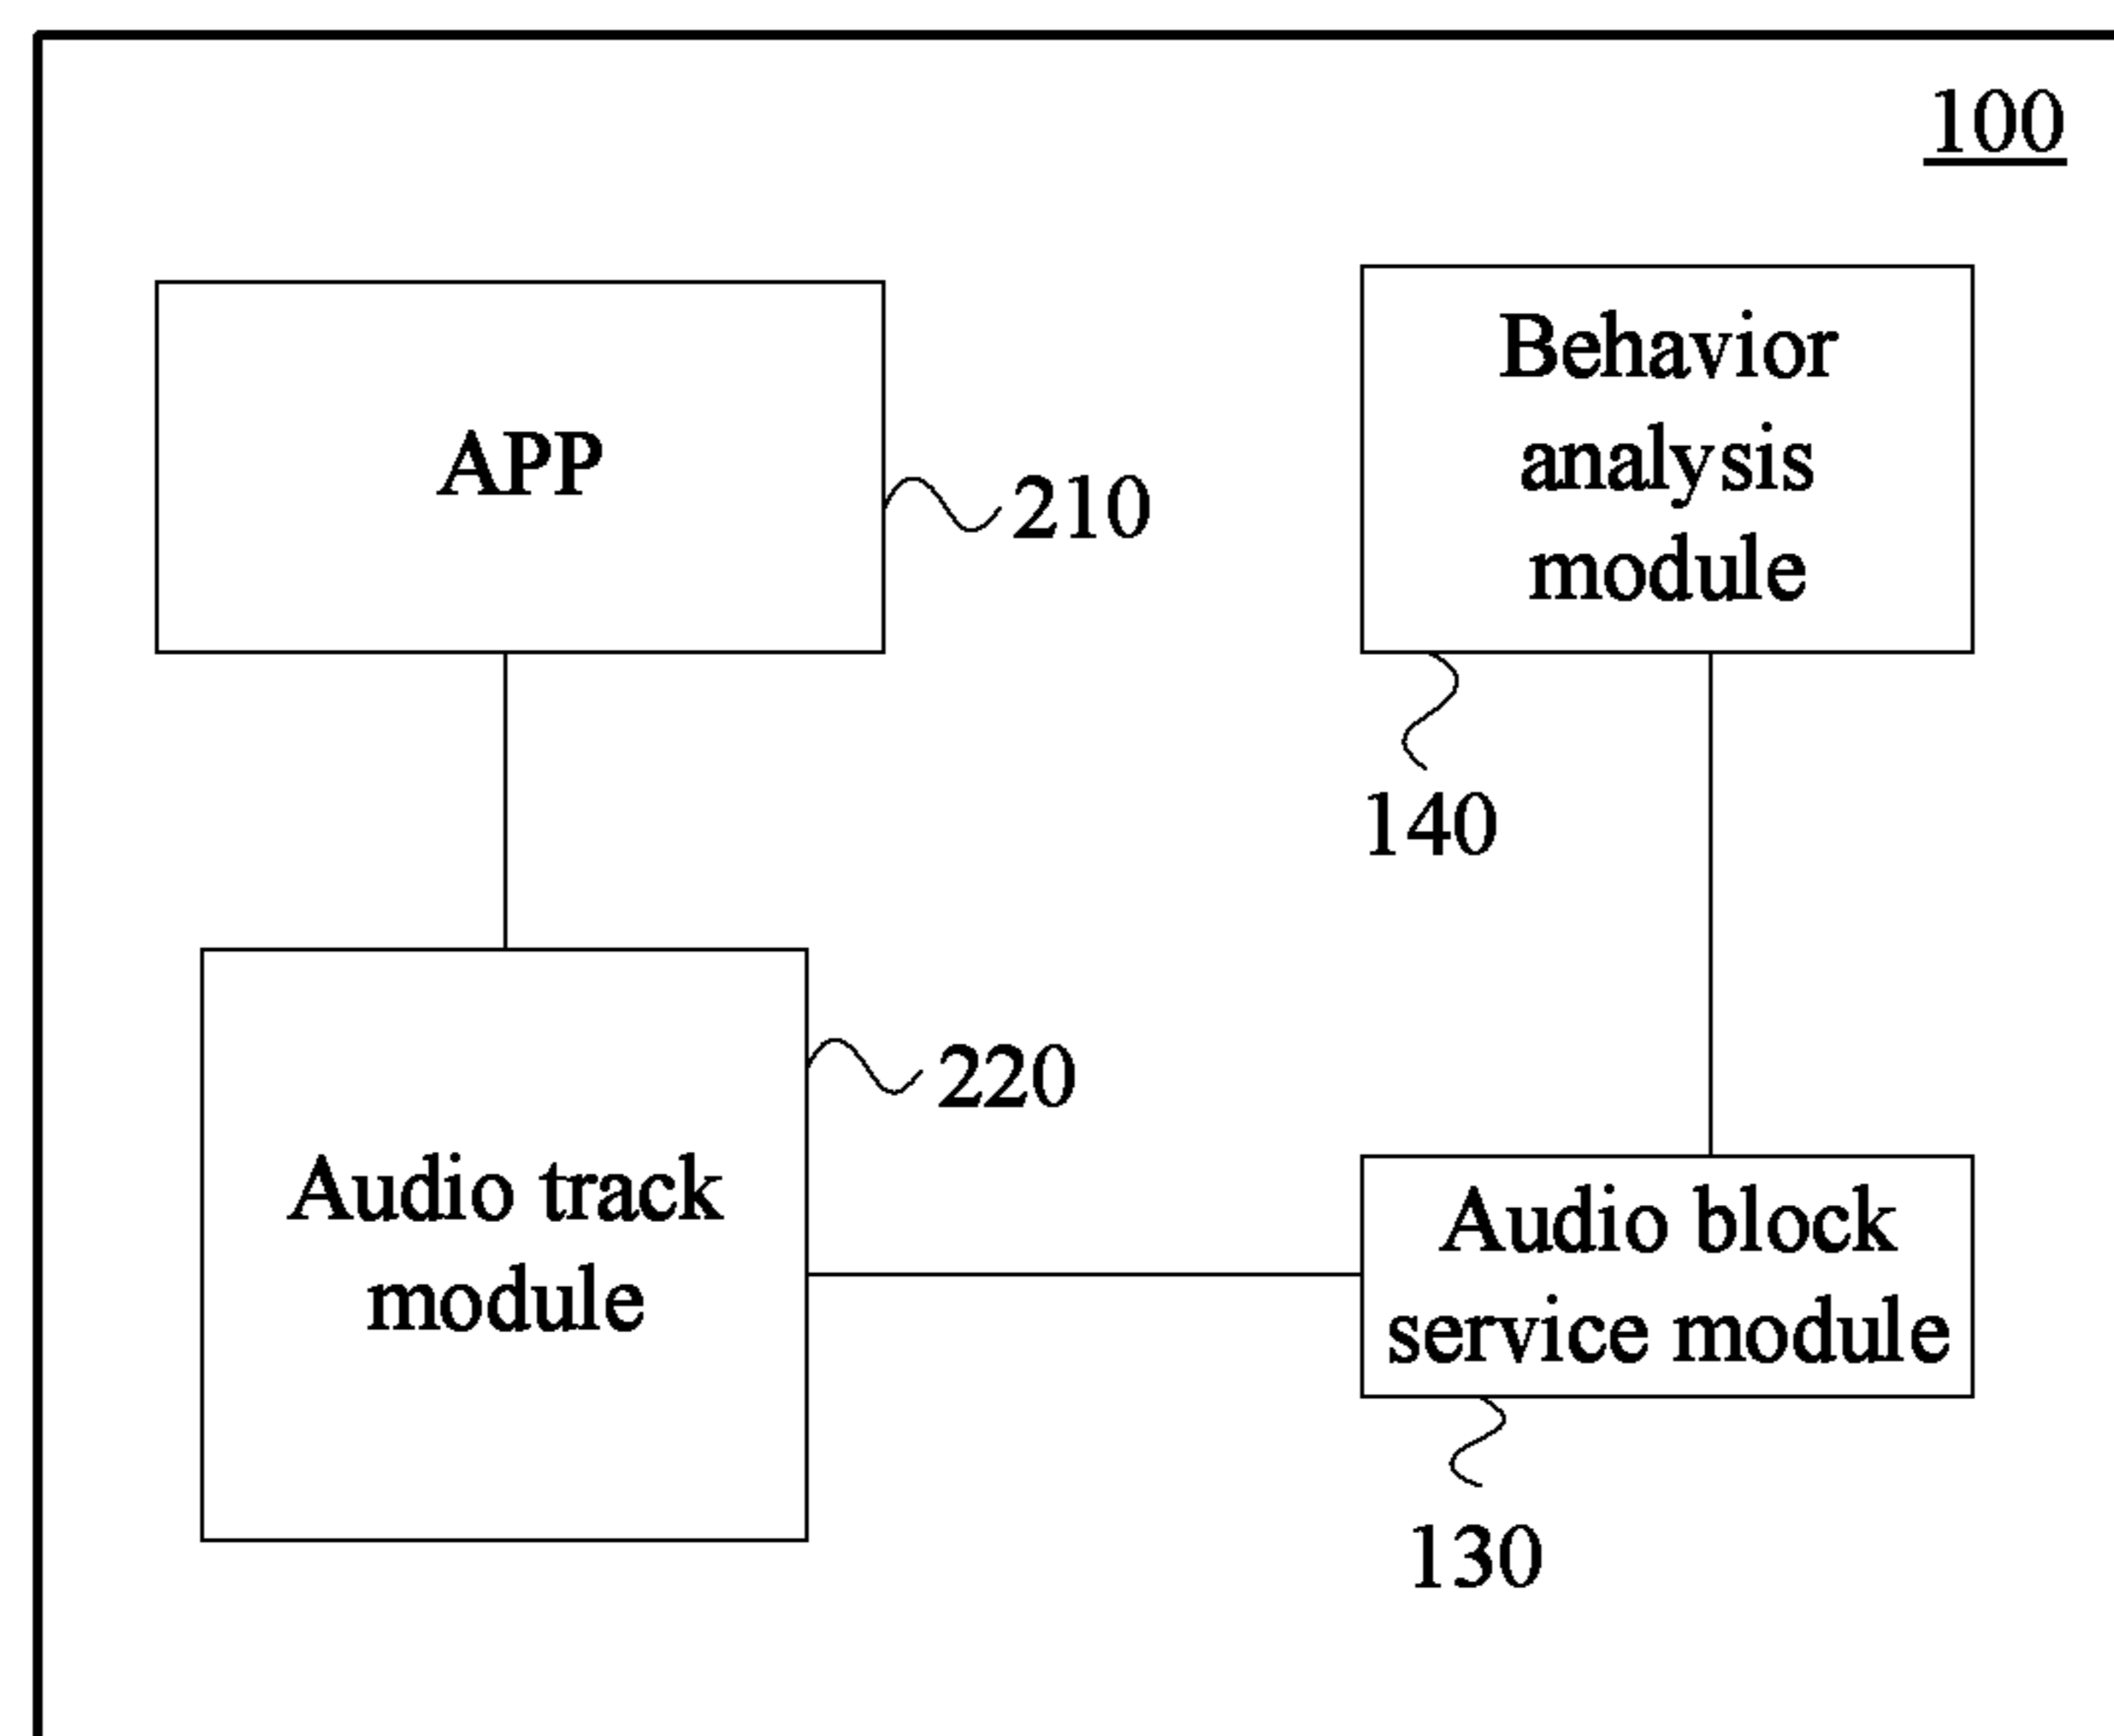 100
APP
210
Behavior
analysis
module
140
220
Audio track
module
Audio block
service module
130